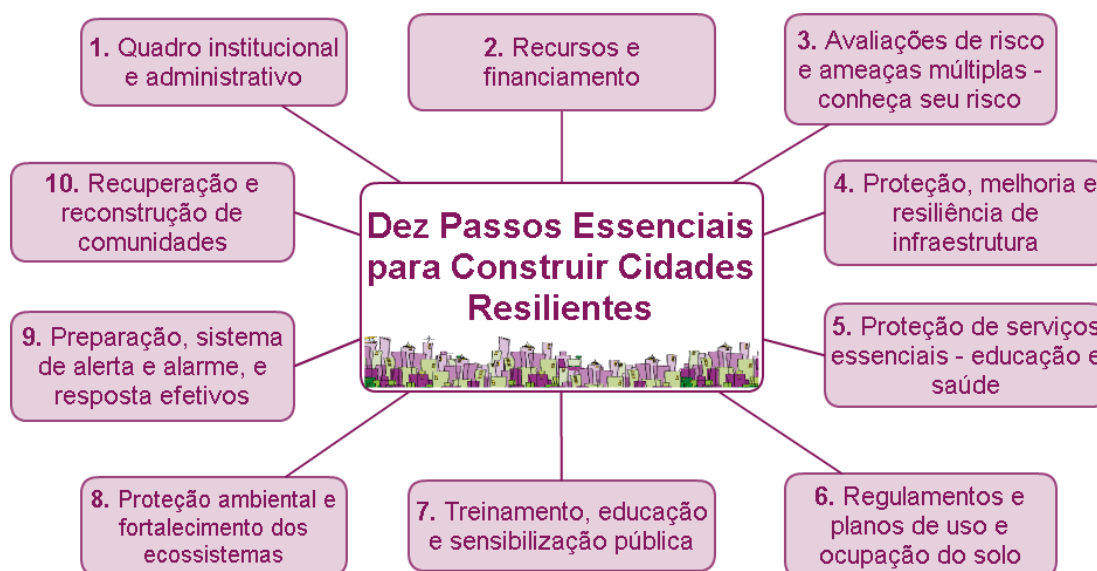 1. Quadro institucional
e administrativo
2. Recursos e
financiamento
3. Avaliações de risco
e ameaças múltiplas -
conheça seu risco
10. Recuperação e
reconstrução de
comunidades
Dez Passos Essenciais
para Construir Cidades
Resilientes
4. Proteção, melhoria e
resiliência de
infraestrutura
9. Preparação, sistema
de alerta e alarme, e
resposta efetivos
5. Proteção de serviços
essenciais - educação e
saúde
8. Proteção ambiental e
fortalecimento dos
ecossistemas
7. Treinamento, educação
e sensibilização pública
6. Regulamentos e
planos de uso e
ocupação do solo